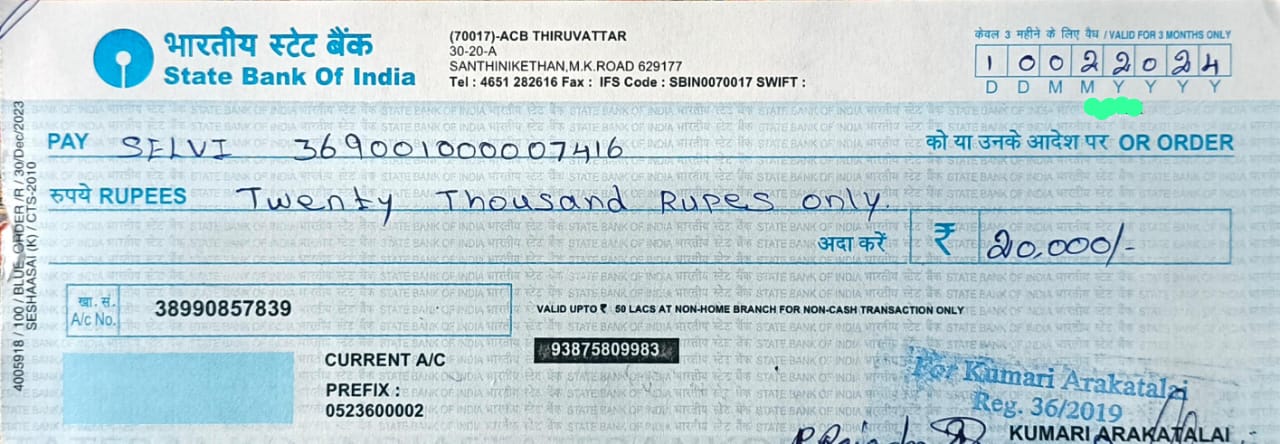 भारतीय स्टेट बैंक
State Bank Of India
(70017)-ACB THIRUVATTAR
30-20-A
SANTHINIKETHAN,M.K.ROAD 629177
Tel : 4651 282616 Fax : IFS Code : SBIN0070017 SWIFT :
केवल 3 महीने के लिए वैध / VALID FOR 3 MONTHS ONLY
1 0 0 2 2 0 2 4
D D M M Y Y Y Y
PAY SELVI 369001000007416 को या उनके आदेश पर OR ORDER
रुपये RUPEES Twenty Thousand Rupes only.
अदा करें ₹ 20,000/-
खा. सं. A/c No. 38990857839
VALID UPTO ₹ 50 LACS AT NON-HOME BRANCH FOR NON-CASH TRANSACTION ONLY
93875809983
CURRENT A/C
PREFIX :
0523600002
For Kumari Arakatalai
Reg. 36/2019
KUMARI ARAKATALAI
4005918 / 100 / BLUE ORDER /R / 30/Dec/2023
SESHAASAI (K) / CTS-2010